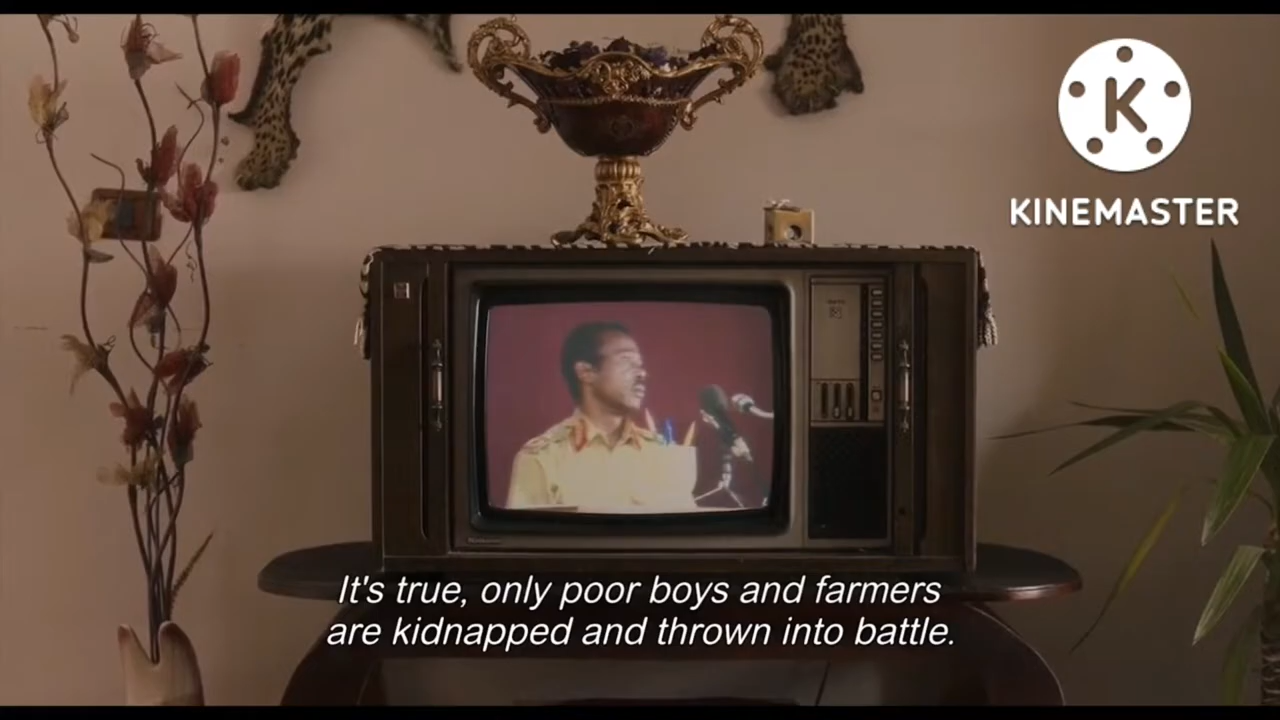 K
KINEMASTER
It's true, only poor boys and farmers
are kidnapped and thrown into battle.